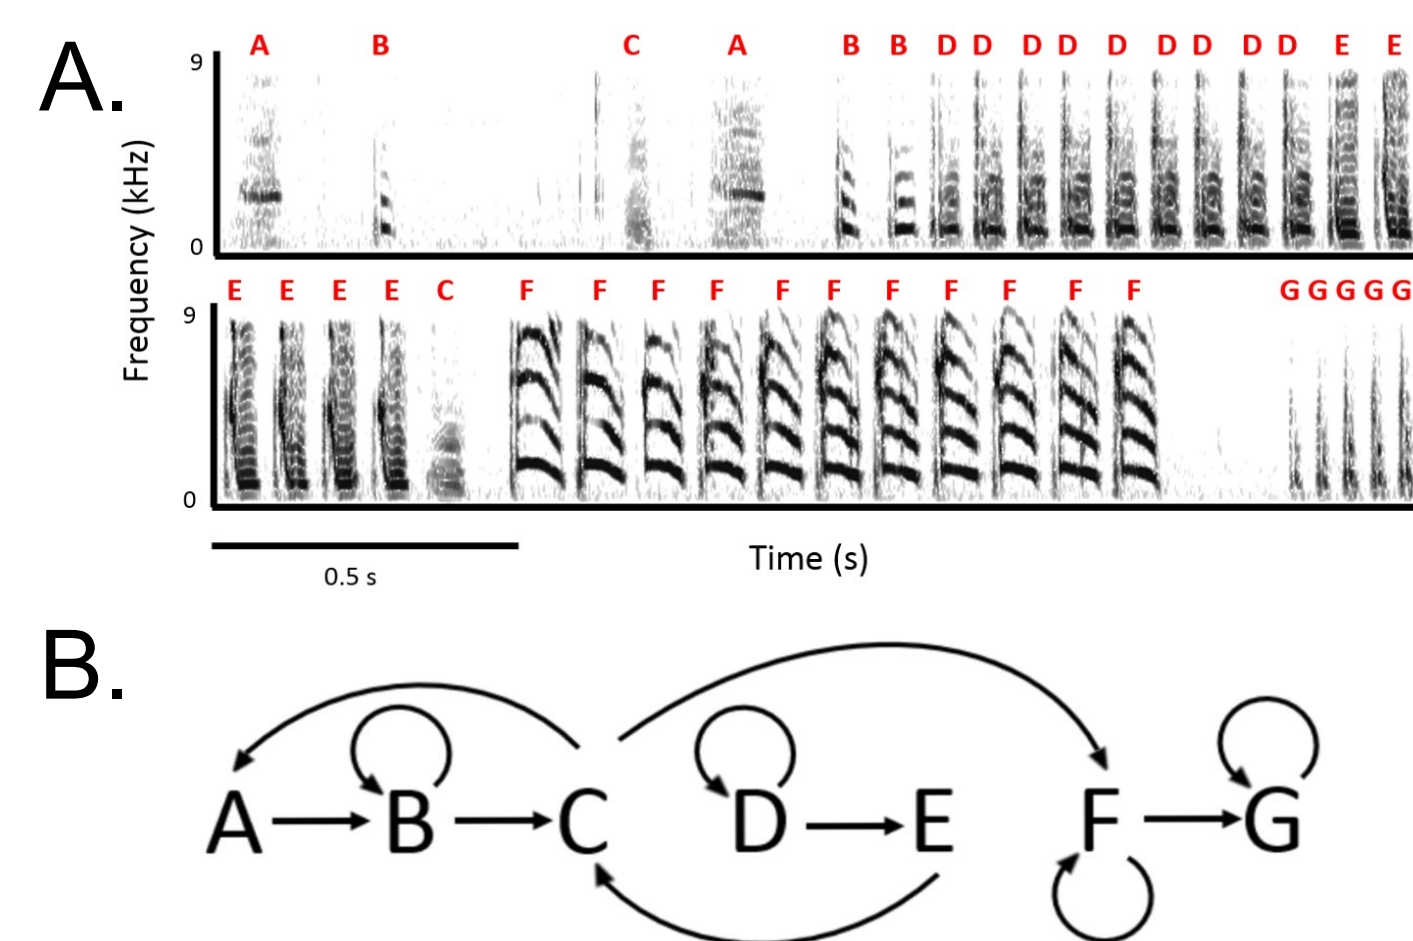 A.
A B C A B B D D D D D D D D D E E
9
Frequency (kHz)
0
E E E E C F F F F F F F F F F F G G G G G
9
0
0.5 s
Time (s)
B.
A B C D E F G